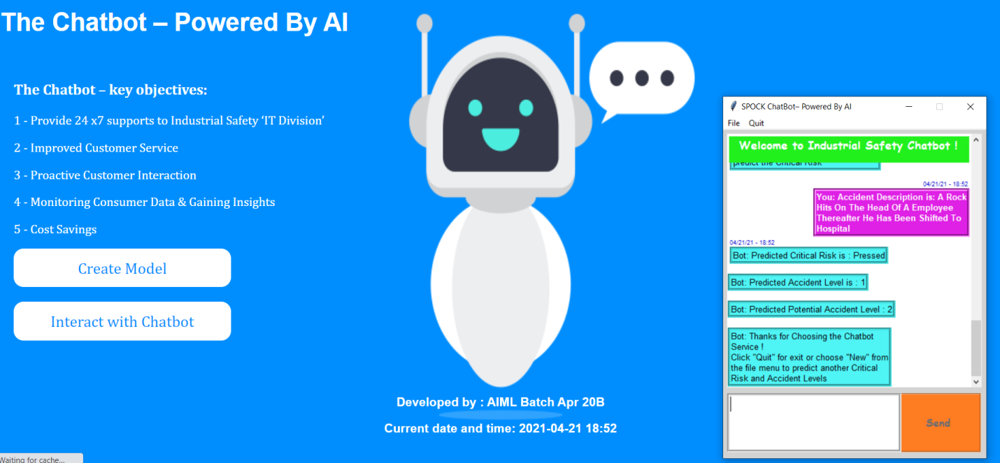 The Chatbot – Powered By AI
The Chatbot – key objectives:
1 - Provide 24 x7 supports to Industrial Safety ‘IT Division’
2 - Improved Customer Service
3 - Proactive Customer Interaction
4 - Monitoring Consumer Data & Gaining Insights
5 - Cost Savings
Create Model
Interact with Chatbot
Developed by : AIML Batch Apr 20B
Current date and time: 2021-04-21 18:52
Waiting for cache...
SPOCK ChatBot– Powered By AI
File Quit
Welcome to Industrial Safety Chatbot !
predict the Critical Risk
04/21/21 - 18:52
You: Accident Description is: A Rock
Hits On The Head Of A Employee
Thereafter He Has Been Shifted To
Hospital
04/21/21 - 18:52
Bot: Predicted Critical Risk is : Pressed
Bot: Predicted Accident Level is : 1
Bot: Predicted Potential Accident Level : 2
Bot: Thanks for Choosing the Chatbot
Service !
Click "Quit" for exit or choose "New" from
the file menu to predict another Critical
Risk and Accident Levels
Send